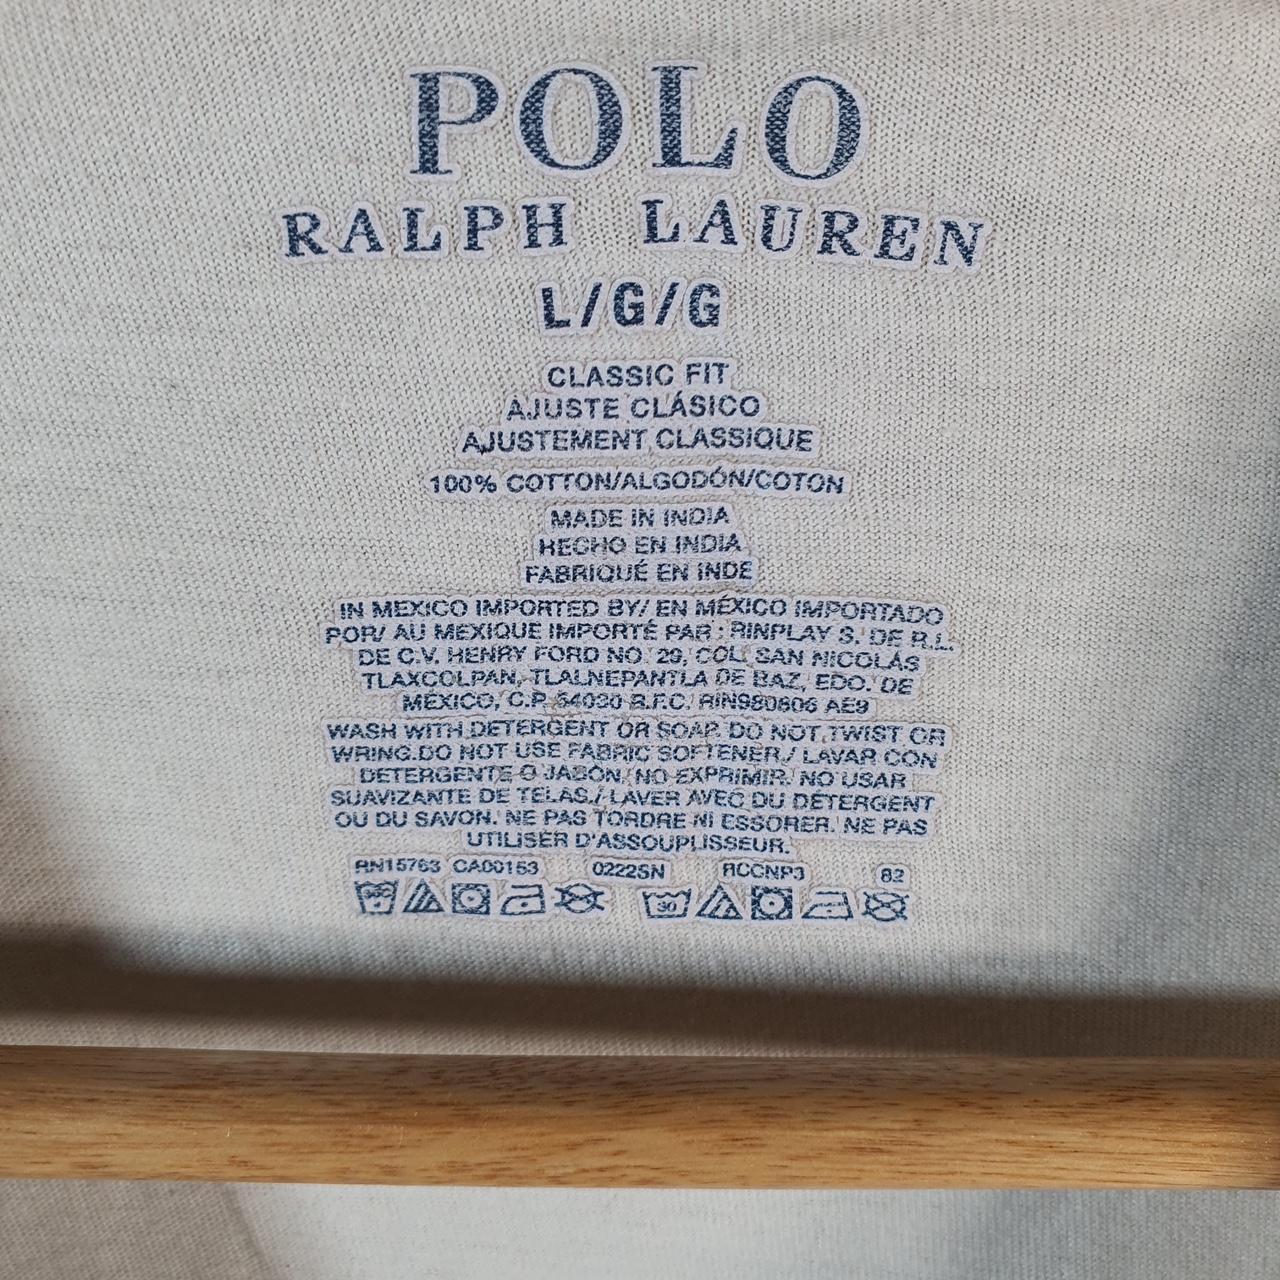 POLO
RALPH LAUREN
L/G/G
CLASSIC FIT
AJUSTE CLÁSICO
AJUSTEMENT CLASSIQUE
100% COTTON/ALGODÓN/COTON
MADE IN INDIA
HECHO EN INDIA
FABRIQUÉ EN INDE
IN MEXICO IMPORTED BY/ EN MÉXICO IMPORTADO
POR/ AU MEXIQUE IMPORTÉ PAR : RINPLAY S. DE R.L.
DE C.V. HENRY FORD NO. 29, COL. SAN NICOLÁS
TLAXCOLPAN, TLALNEPANTLA DE BAZ, EDO. DE
MÉXICO, C.P. 54030 R.F.C. RIN980806 AE9
WASH WITH DETERGENT OR SOAP. DO NOT TWIST OR
WRING.DO NOT USE FABRIC SOFTENER./ LAVAR CON
DETERGENTE O JABÓN. NO EXPRIMIR. NO USAR
SUAVIZANTE DE TELAS./ LAVER AVEC DU DÉTERGENT
OU DU SAVON. NE PAS TORDRE NI ESSORER. NE PAS
UTILISER D'ASSOUPLISSEUR.
RN15763 CA00153 0222SN RCCNP3 82
30